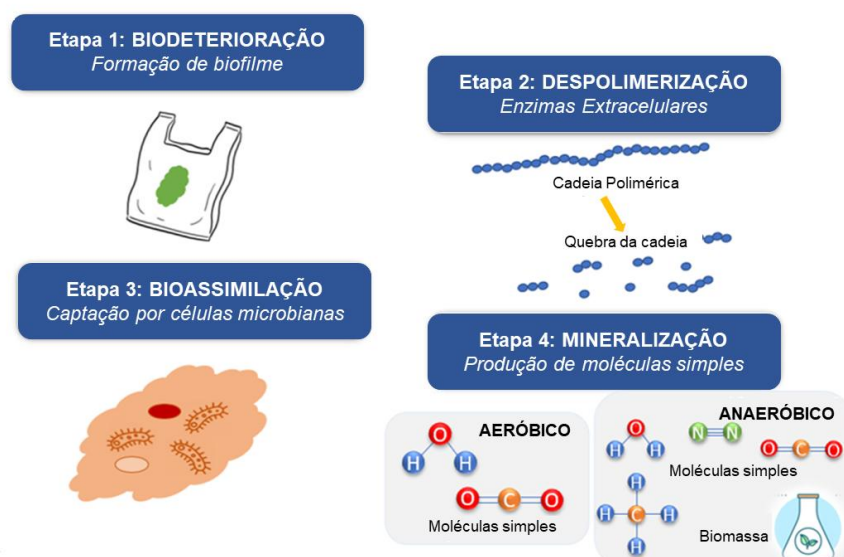 Etapa 1: BIODETERIORAÇÃO
Formação de biofilme
Etapa 2: DESPOLIMERIZAÇÃO
Enzimas Extracelulares
Cadeia Polimérica
Quebra da cadeia
Etapa 3: BIOASSIMILAÇÃO
Captação por células microbianas
Etapa 4: MINERALIZAÇÃO
Produção de moléculas simples
AERÓBICO
O
H H
O C O
Moléculas simples
ANAERÓBICO
O
H H
N N
O C O
Moléculas simples
H
H C H
H
Biomassa